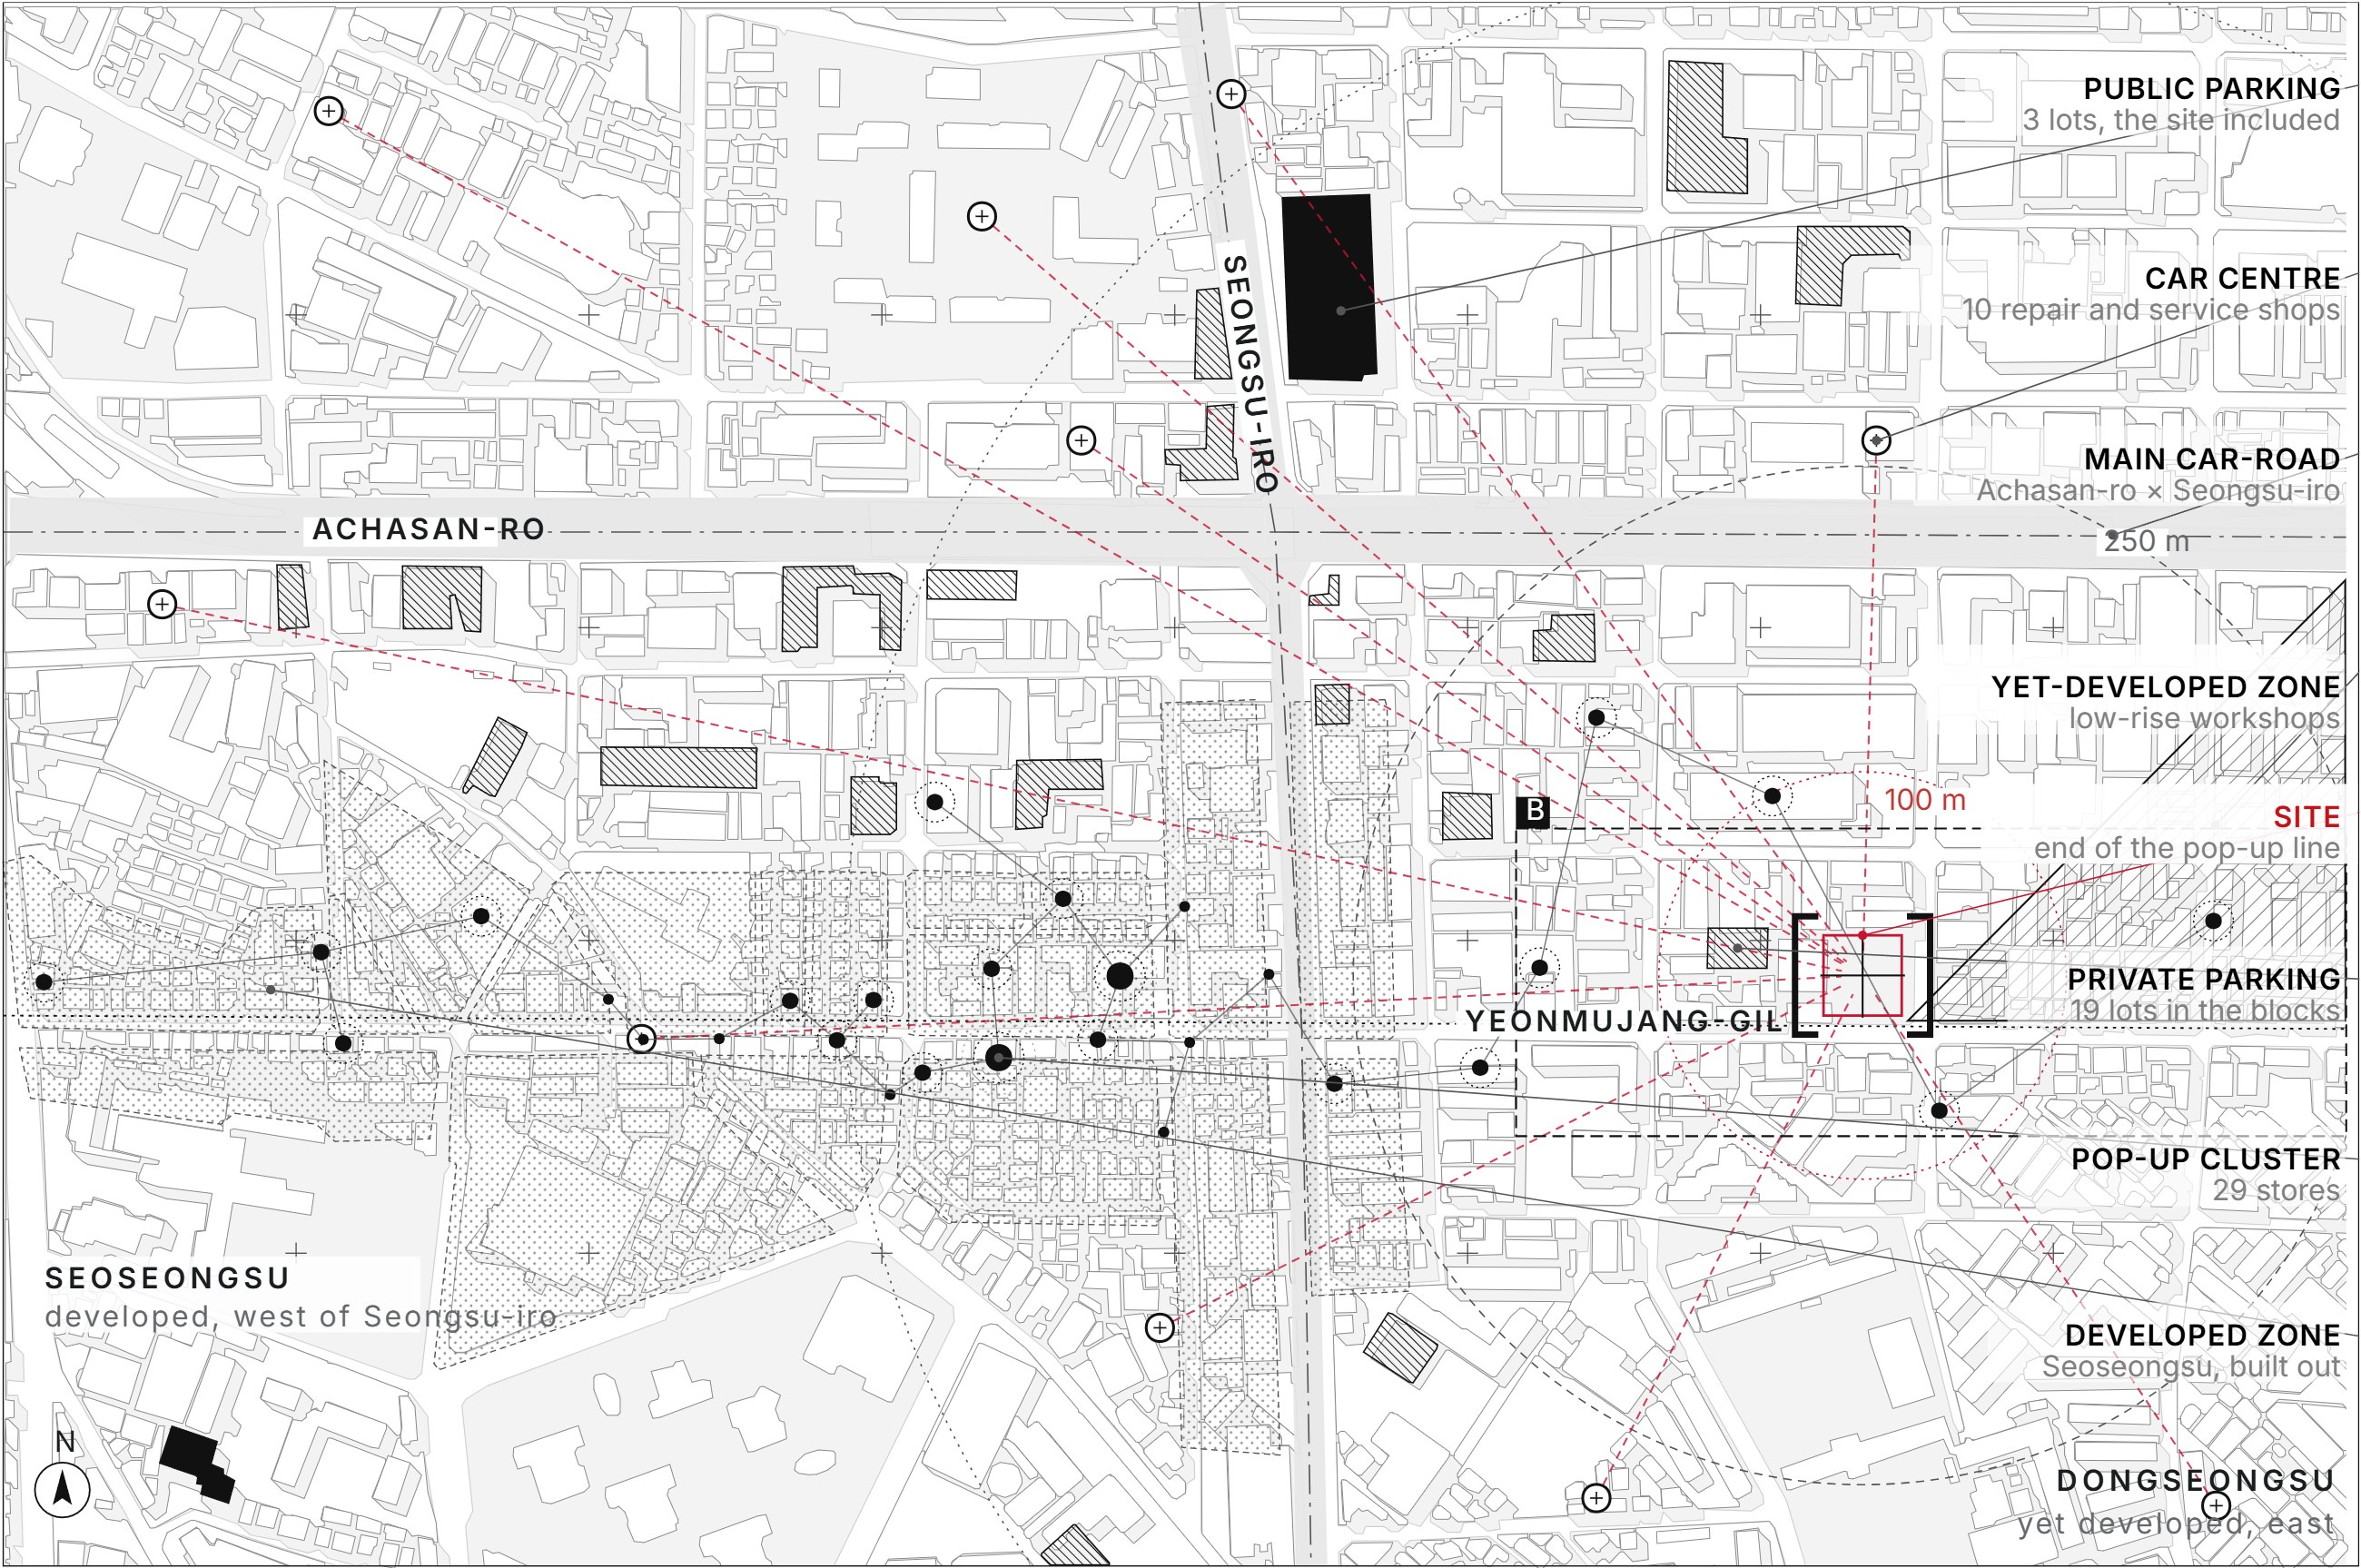 PUBLIC PARKING
3 lots, the site included
CAR CENTRE
10 repair and service shops
SEONGSU-IRO
MAIN CAR-ROAD
Achasan-ro × Seongsu-iro
ACHASAN-RO
250 m
YET-DEVELOPED ZONE
low-rise workshops
100 m
B
SITE
end of the pop-up line
PRIVATE PARKING
19 lots in the blocks
YEONMUJANG-GIL
POP-UP CLUSTER
29 stores
SEOSEONGSU
developed, west of Seongsu-iro
DEVELOPED ZONE
Seoseongsu, built out
N
DONGSEONGSU
yet developed, east